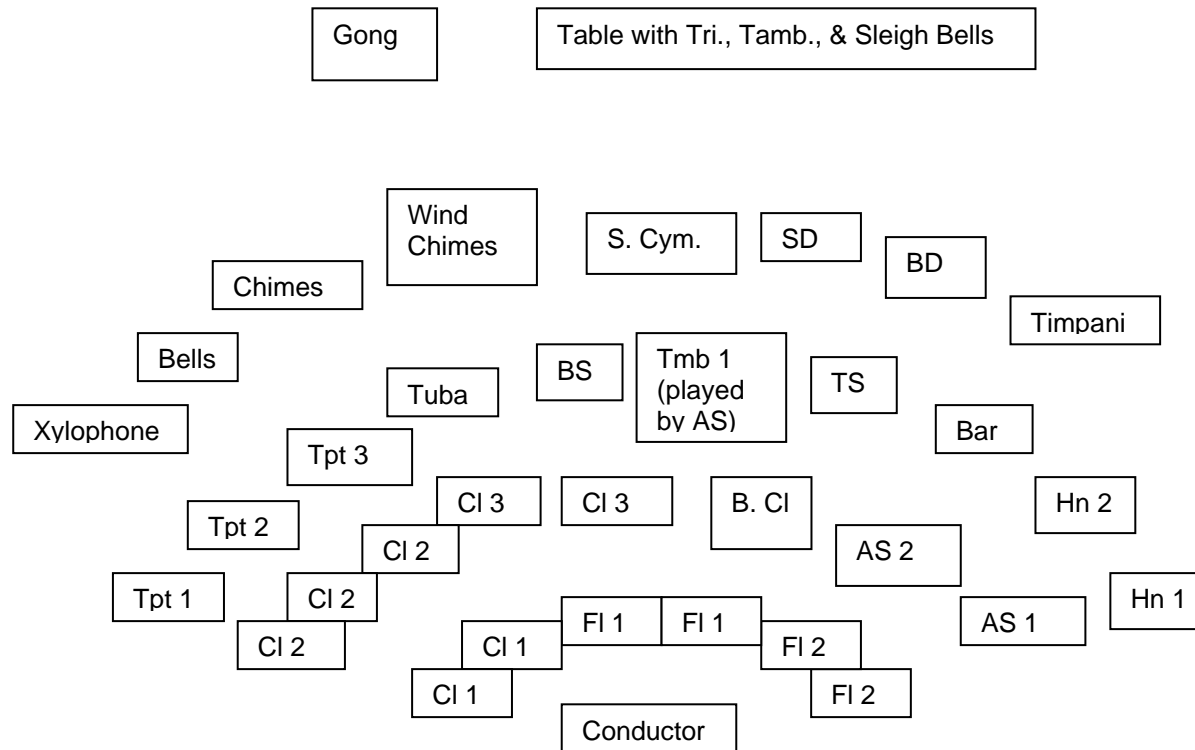 Gong
Table with Tri., Tamb., & Sleigh Bells
Wind
Chimes
S. Cym.
SD
BD
Chimes
Timpani
Bells
BS
Tmb 1
(played
by AS)
TS
Tuba
Xylophone
Bar
Tpt 3
Cl 3
Cl 3
B. Cl
Hn 2
Tpt 2
Cl 2
AS 2
Tpt 1
Cl 2
Hn 1
Fl 1
Fl 1
AS 1
Cl 2
Cl 1
Fl 2
Cl 1
Fl 2
Conductor